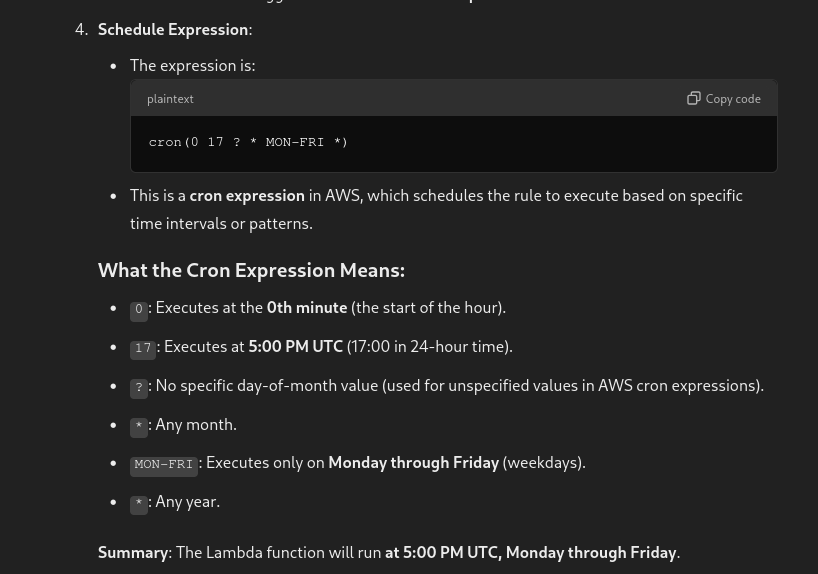 4. Schedule Expression:
• The expression is:
plaintext Copy code
cron(0 17 ? * MON-FRI *)
• This is a cron expression in AWS, which schedules the rule to execute based on specific
time intervals or patterns.
What the Cron Expression Means:
• 0: Executes at the 0th minute (the start of the hour).
• 17: Executes at 5:00 PM UTC (17:00 in 24-hour time).
• ?: No specific day-of-month value (used for unspecified values in AWS cron expressions).
• *: Any month.
• MON-FRI: Executes only on Monday through Friday (weekdays).
• *: Any year.
Summary: The Lambda function will run at 5:00 PM UTC, Monday through Friday.